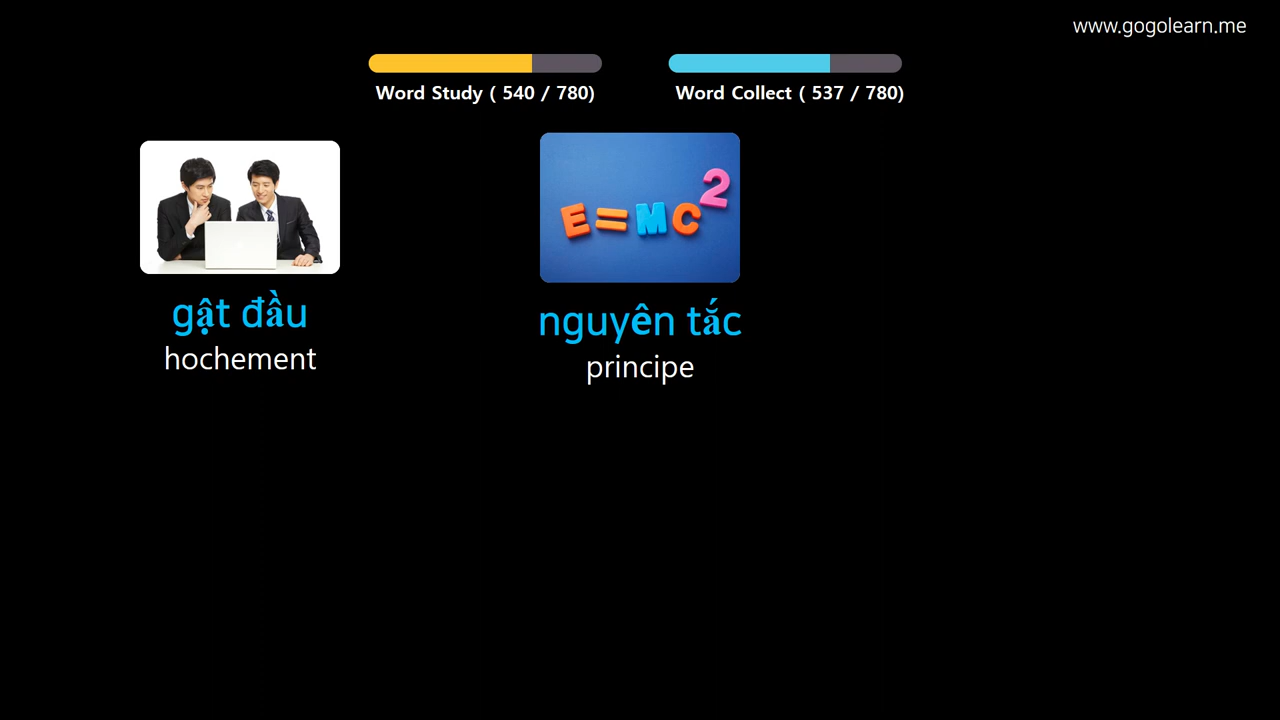 www.gogolearn.me
Word Study ( 540 / 780)
Word Collect ( 537 / 780)
E=MC2
gật đầu
hochement
nguyên tắc
principe